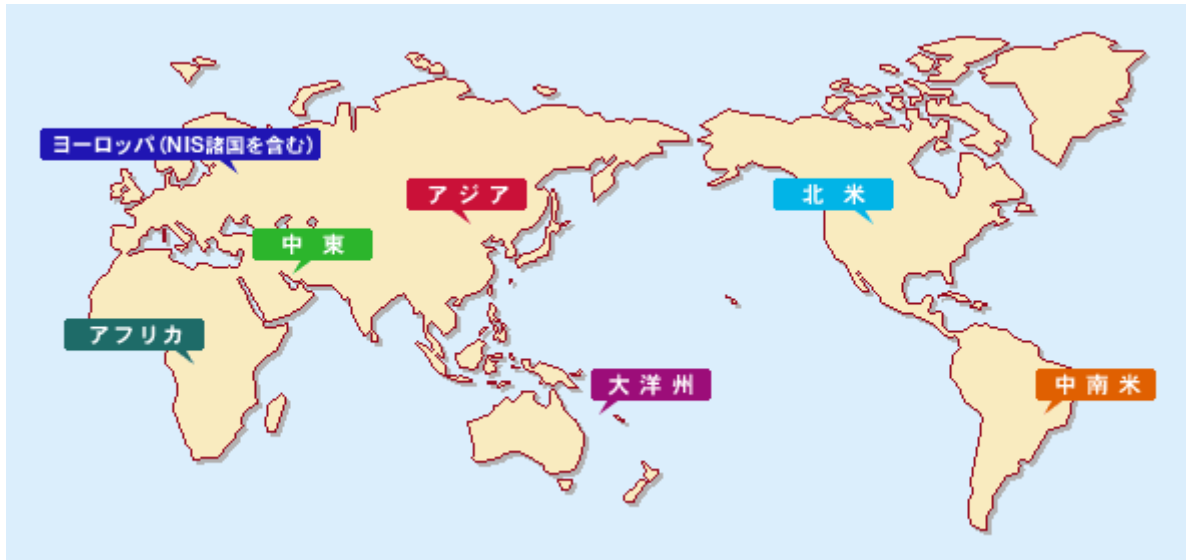 ヨーロッパ(NIS諸国を含む)
アジア
北米
中東
アフリカ
大洋州
中南米